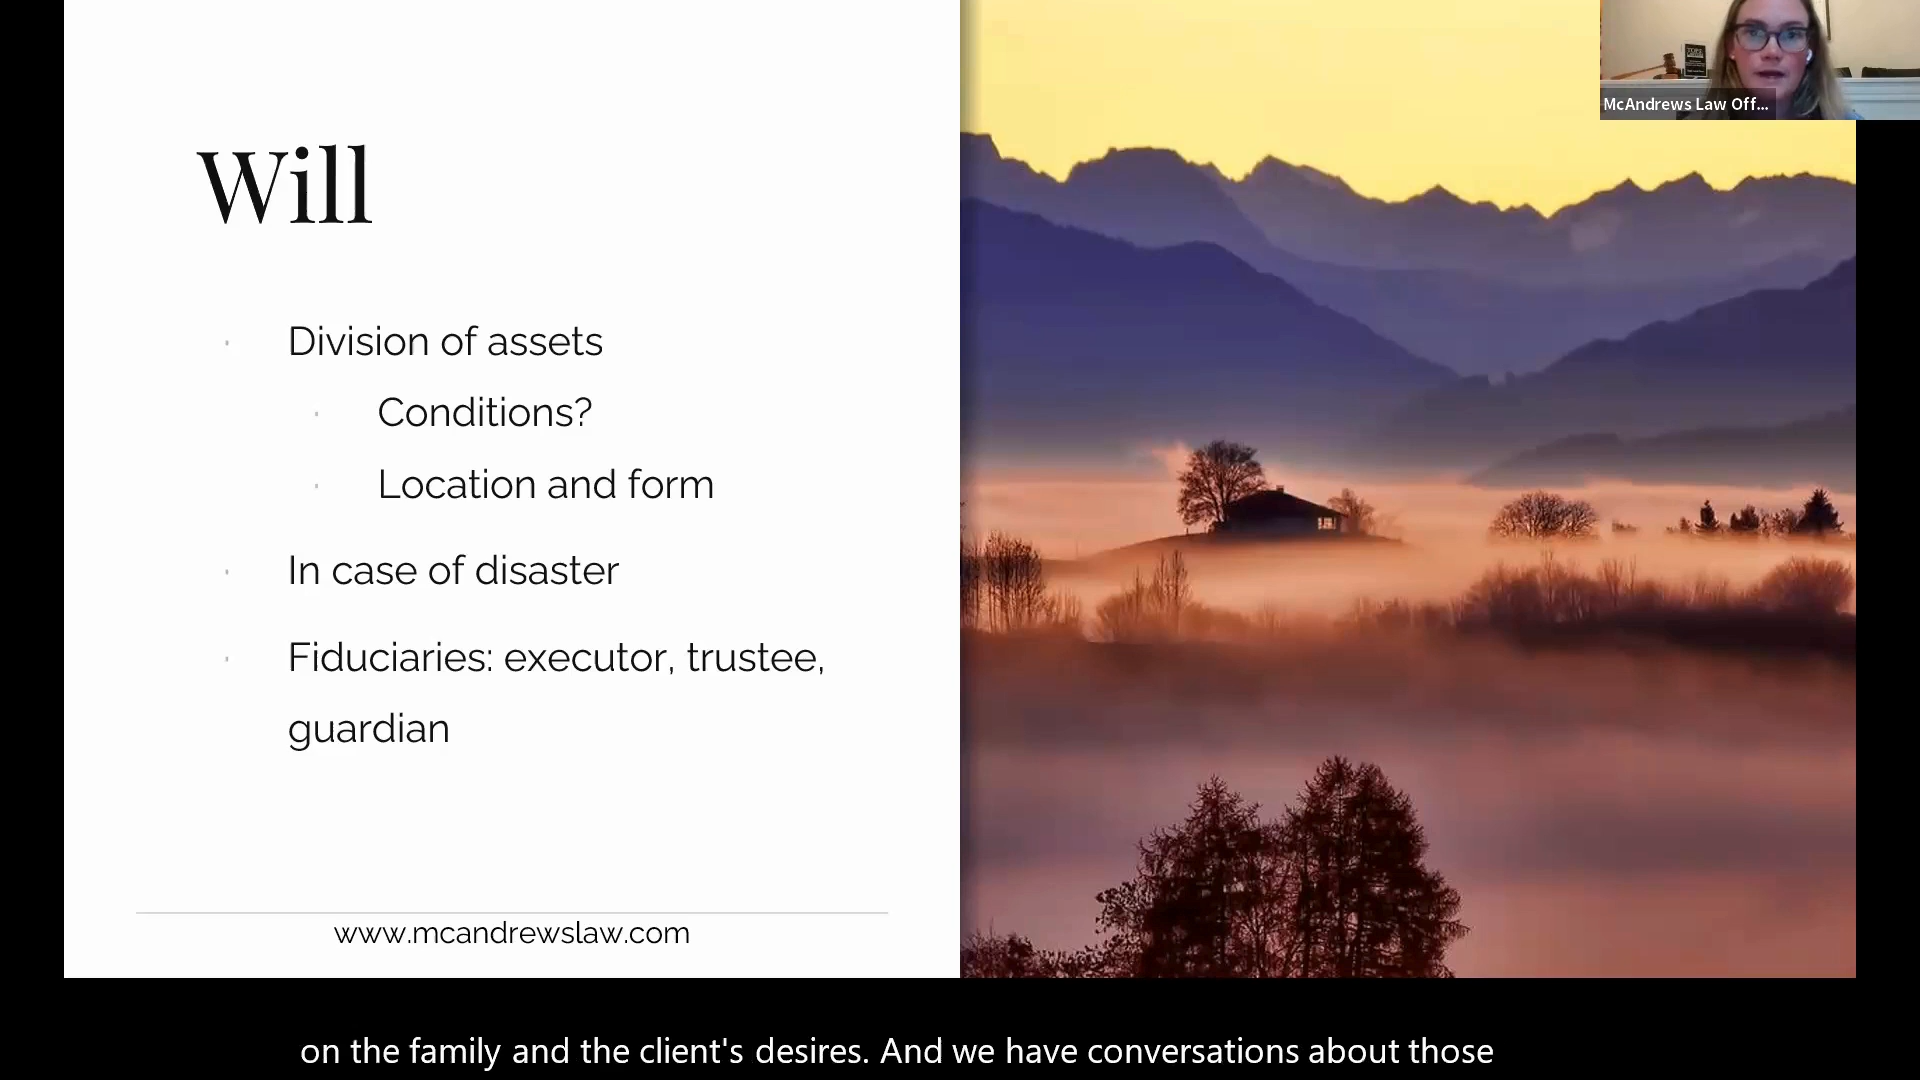 McAndrews Law Off...
Will
Division of assets
Conditions?
Location and form
In case of disaster
Fiduciaries: executor, trustee,
guardian
www.mcandrewslaw.com
on the family and the client's desires. And we have conversations about those